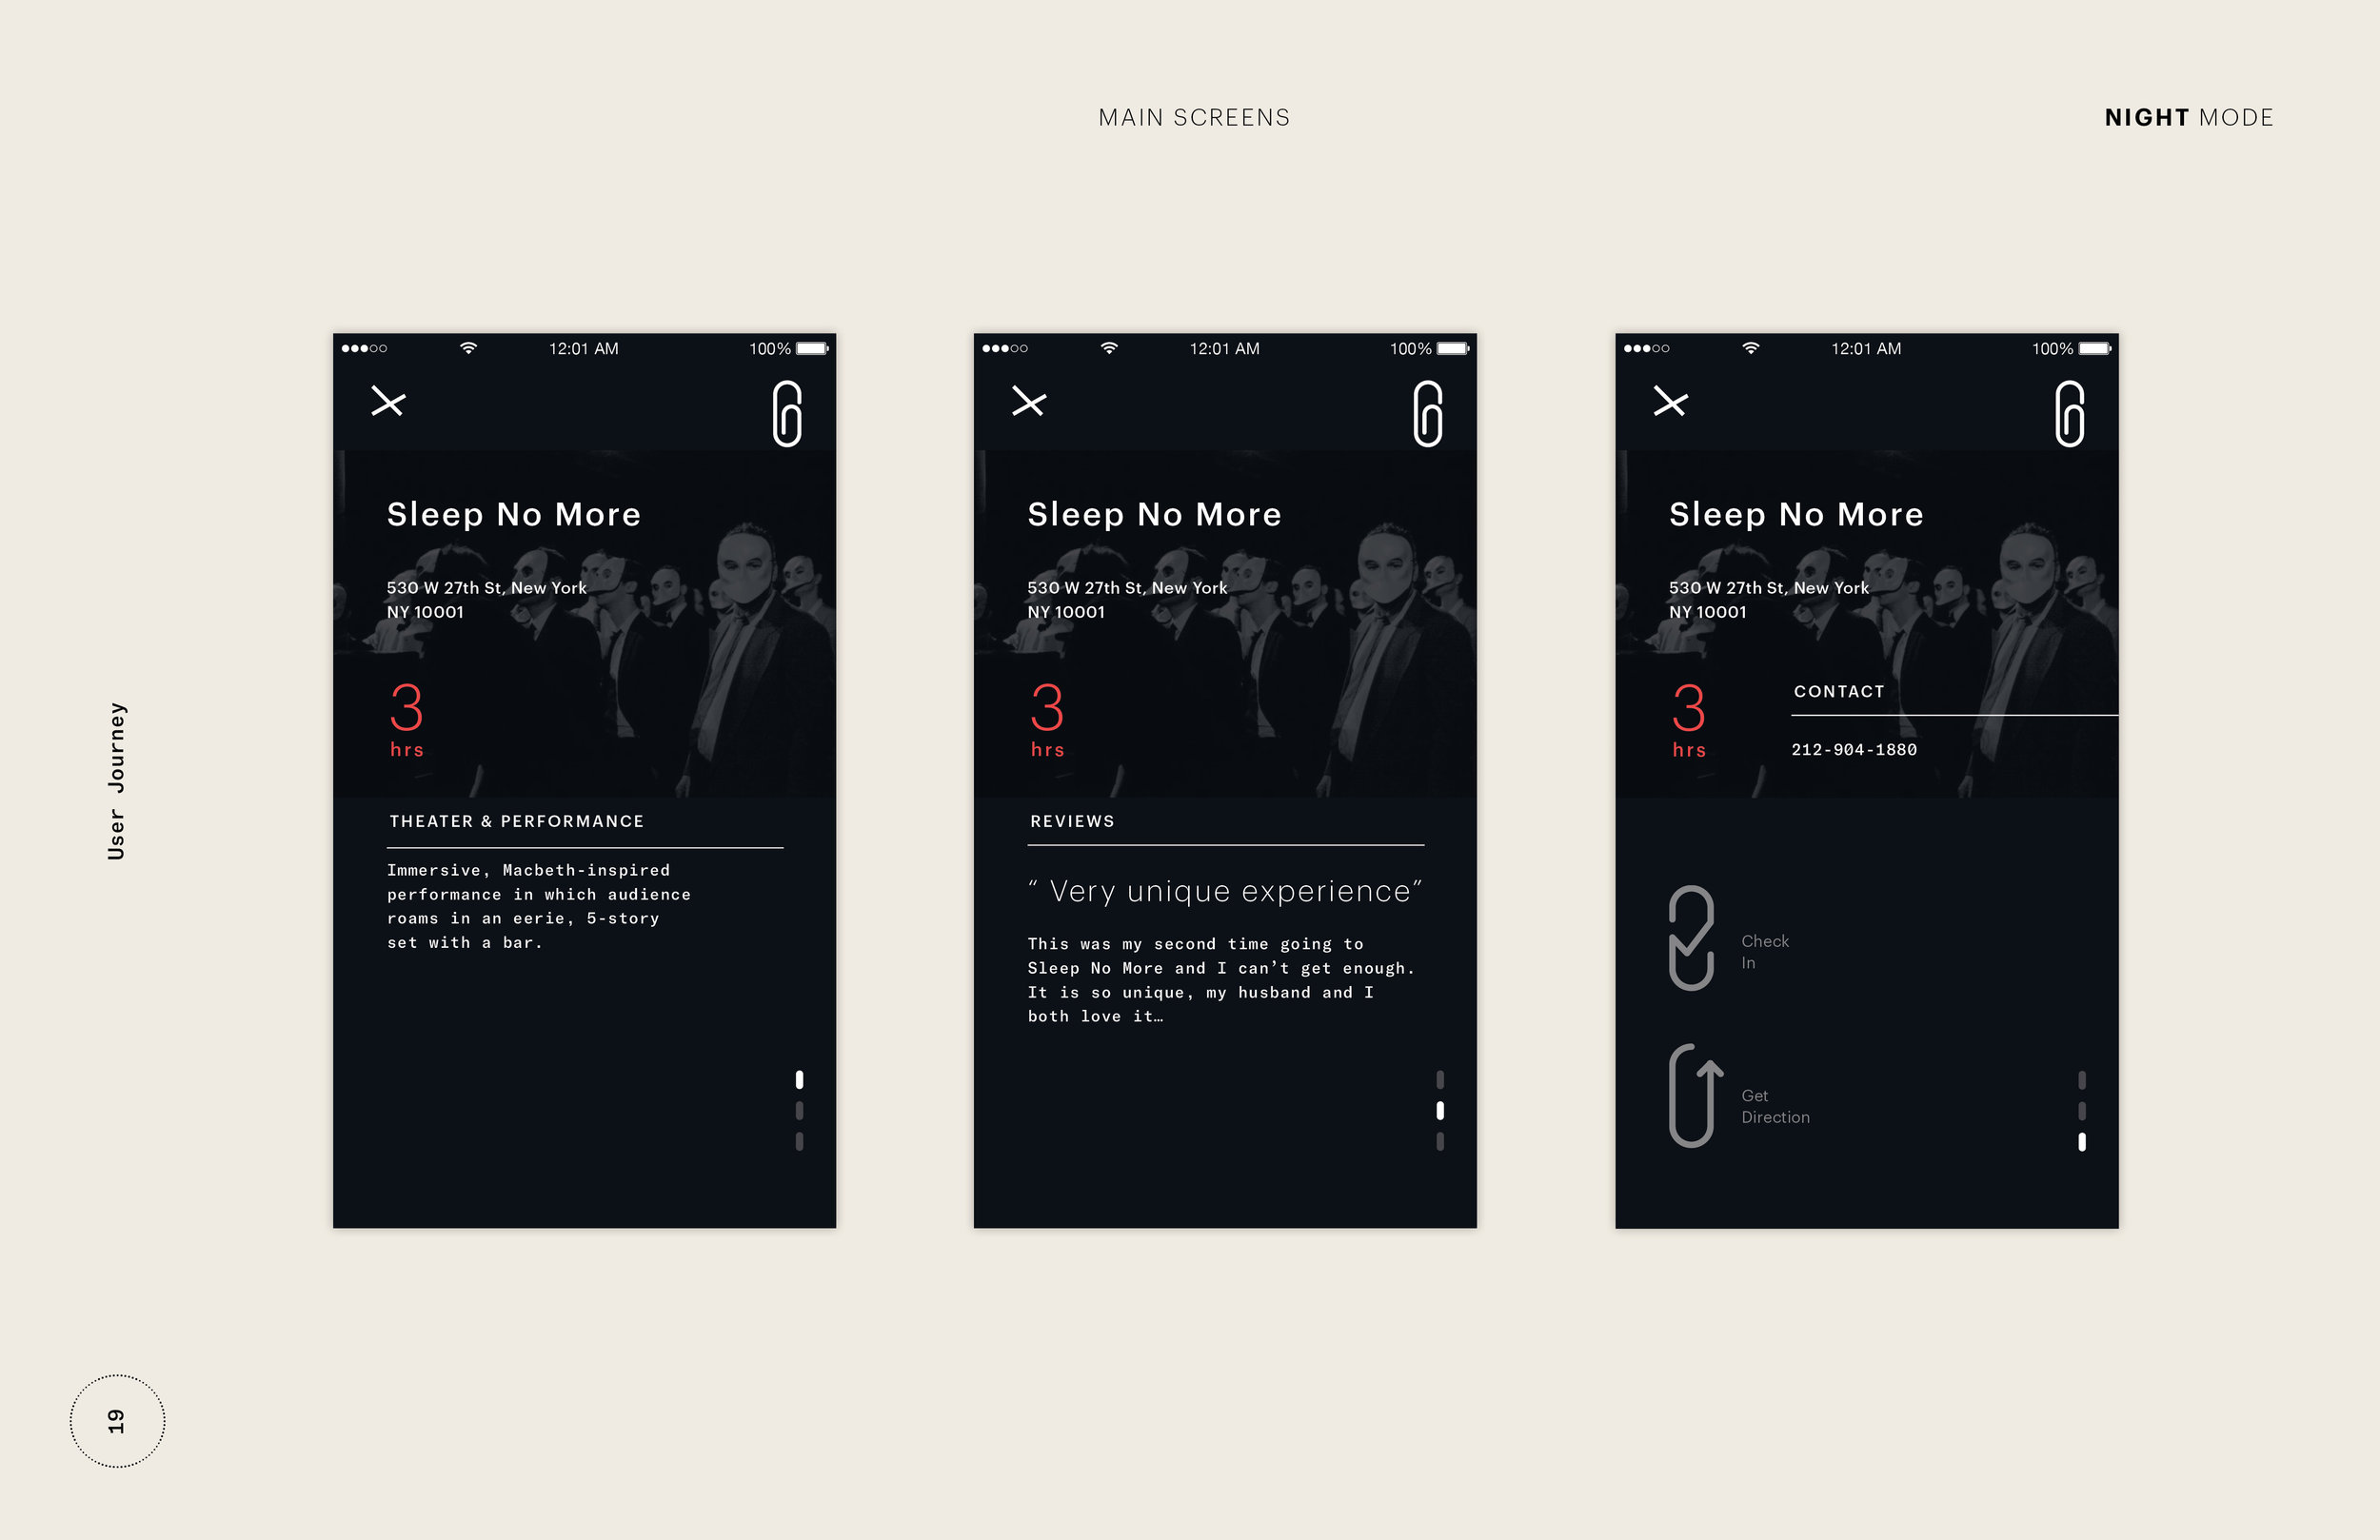 MAIN SCREENS
NIGHT MODE
User Journey
12:01 AM
100%
Sleep No More
530 W 27th St, New York
NY 10001
3
hrs
THEATER & PERFORMANCE
Immersive, Macbeth-inspired
performance in which audience
roams in an eerie, 5-story
set with a bar.
12:01 AM
100%
Sleep No More
530 W 27th St, New York
NY 10001
3
hrs
REVIEWS
“ Very unique experience”
This was my second time going to
Sleep No More and I can’t get enough.
It is so unique, my husband and I
both love it…
12:01 AM
100%
Sleep No More
530 W 27th St, New York
NY 10001
3
hrs
CONTACT
212-904-1880
Check
In
Get
Direction
19